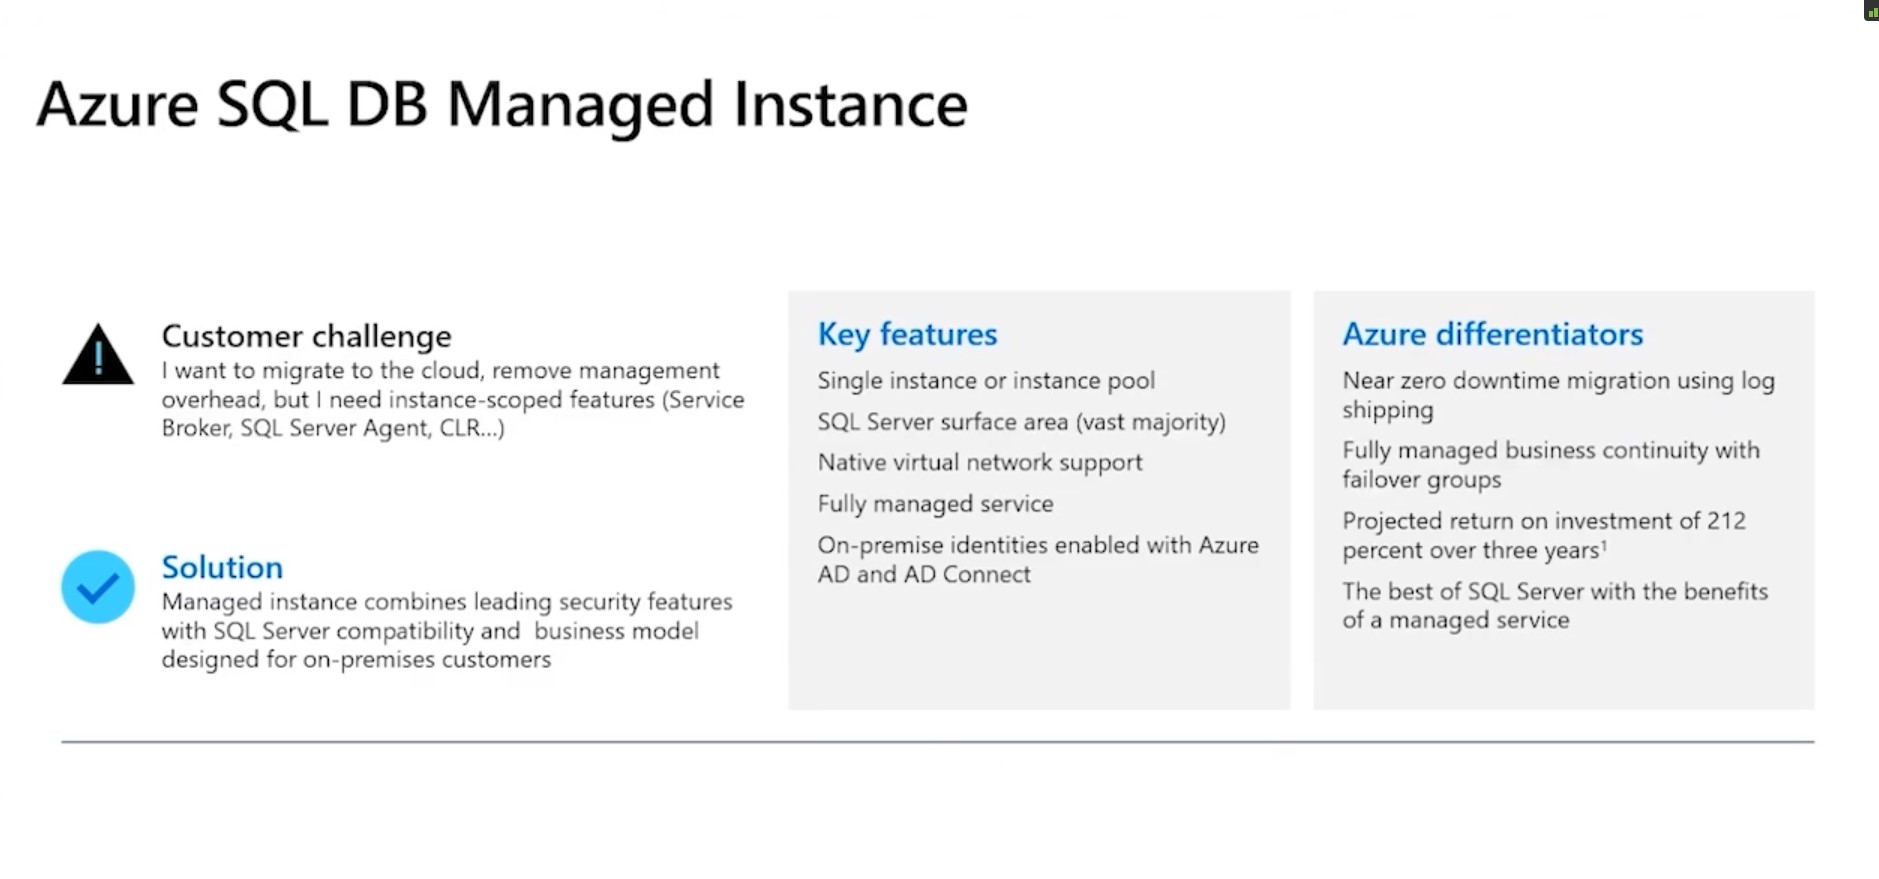 Azure SQL DB Managed Instance
Customer challenge
I want to migrate to the cloud, remove management
overhead, but I need instance-scoped features (Service
Broker, SQL Server Agent, CLR...)
Solution
Managed instance combines leading security features
with SQL Server compatibility and  business model
designed for on-premises customers
Key features
Single instance or instance pool
SQL Server surface area (vast majority)
Native virtual network support
Fully managed service
On-premise identities enabled with Azure
AD and AD Connect
Azure differentiators
Near zero downtime migration using log
shipping
Fully managed business continuity with
failover groups
Projected return on investment of 212
percent over three years¹
The best of SQL Server with the benefits
of a managed service